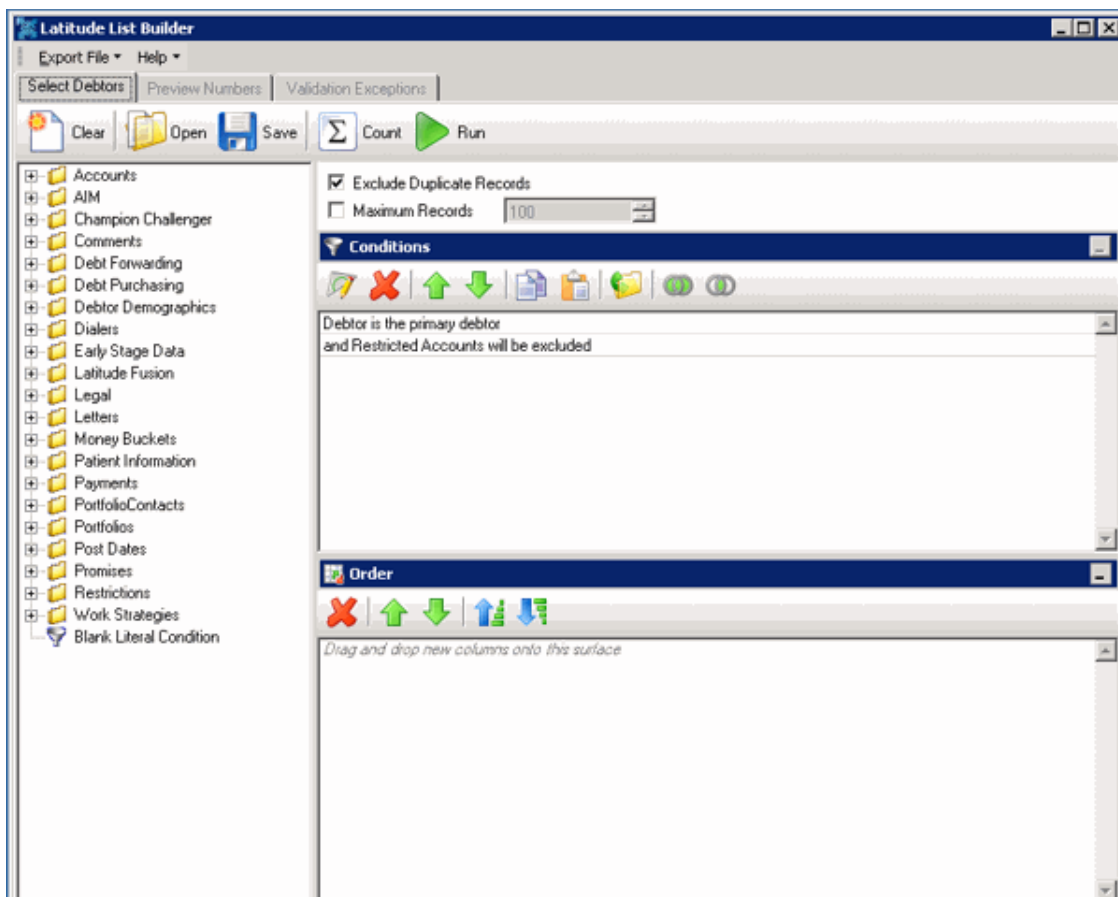 Latitude List Builder
Export File Help
Select Debtors Preview Numbers Validation Exceptions
Clear Open Save Σ Count Run
Accounts
AIM
Champion Challenger
Comments
Debt Forwarding
Debt Purchasing
Debtor Demographics
Dialers
Early Stage Data
Latitude Fusion
Legal
Letters
Money Buckets
Patient Information
Payments
PortfolioContacts
Portfolios
Post Dates
Promises
Restrictions
Work Strategies
Blank Literal Condition
Exclude Duplicate Records
Maximum Records 100
Conditions
Debtor is the primary debtor
and Restricted Accounts will be excluded
Order
Drag and drop new columns onto this surface